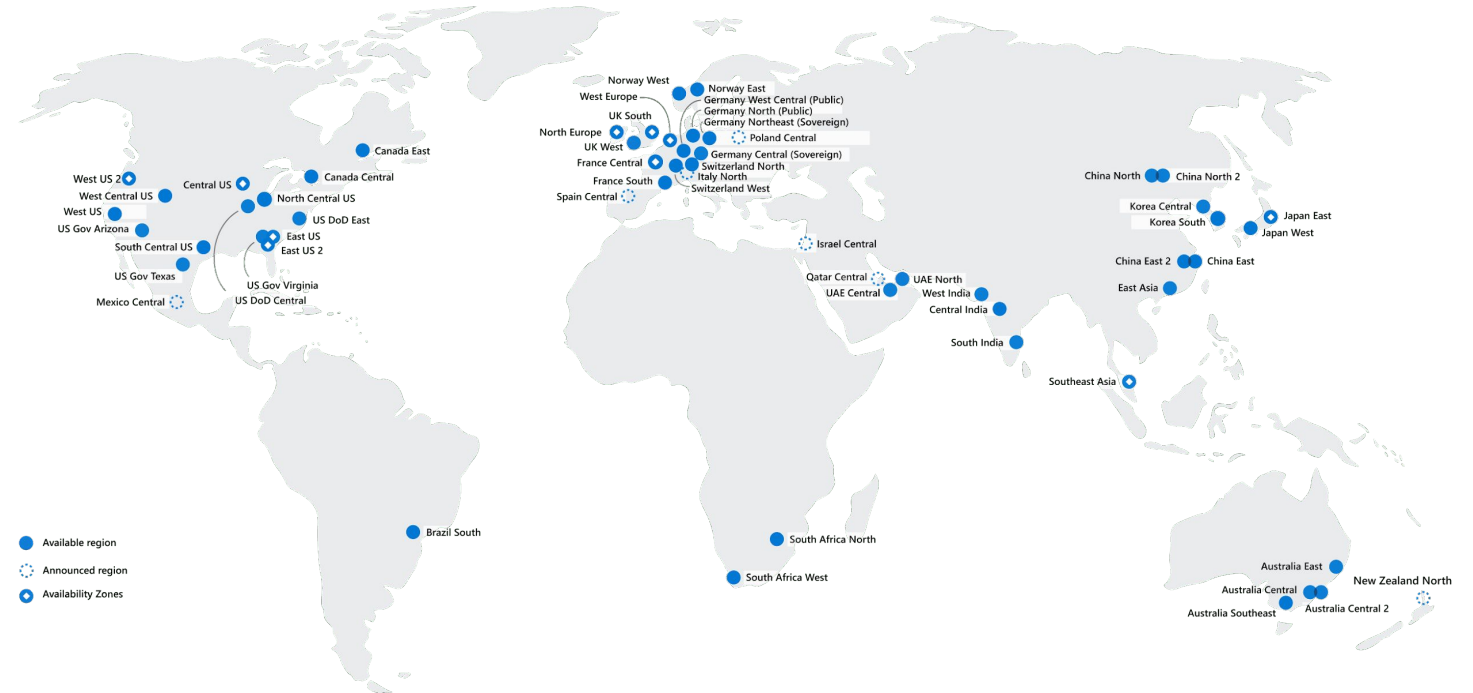 Norway West
Norway East
West Europe
Germany West Central (Public)
Germany North (Public)
UK South
Germany Northeast (Sovereign)
North Europe
Poland Central
UK West
Canada East
Germany Central (Sovereign)
France Central
Switzerland North
Italy North
West US 2
Central US
Canada Central
France South
Switzerland West
China North
China North 2
West Central US
North Central US
Spain Central
West US
Korea Central
US DoD East
Korea South
Japan East
US Gov Arizona
East US
Japan West
South Central US
East US 2
Israel Central
China East 2
China East
US Gov Texas
US Gov Virginia
Qatar Central
UAE North
East Asia
Mexico Central
US DoD Central
UAE Central
West India
Central India
South India
Southeast Asia
Brazil South
South Africa North
Available region
Announced region
Availability Zones
South Africa West
Australia East
New Zealand North
Australia Central
Australia Southeast
Australia Central 2